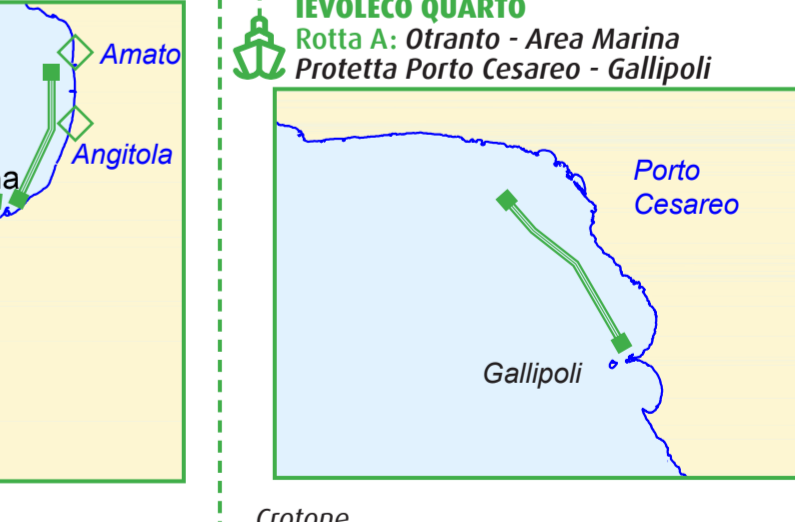 Amato
Angitola
IEVOLECO QUARTO
Rotta A: Otranto - Area Marina
Protetta Porto Cesareo - Gallipoli
Porto
Cesareo
Gallipoli
Crotone